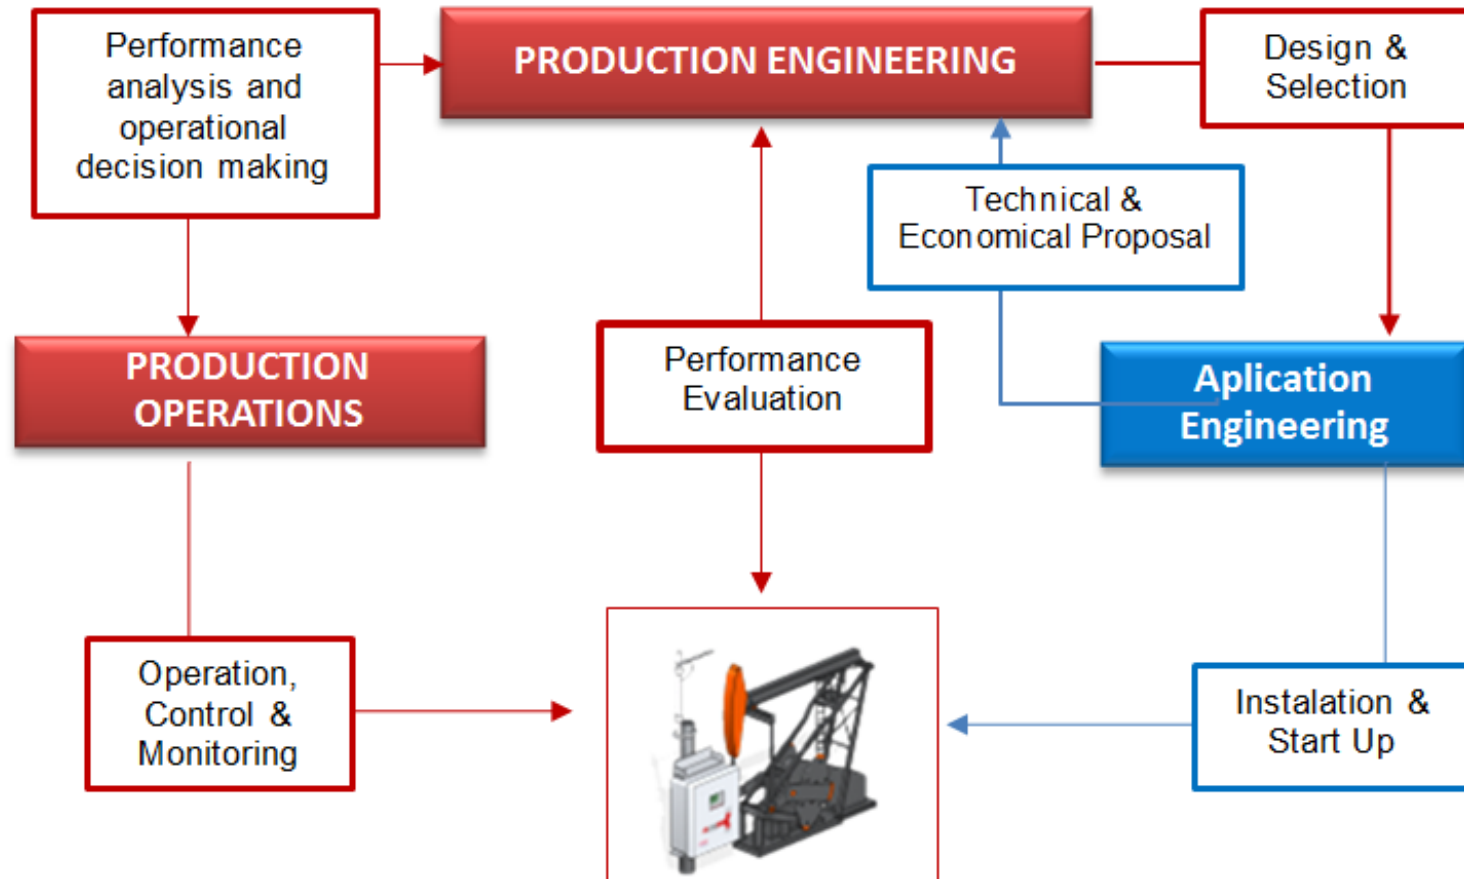 Performance
analysis and
operational
decision making
PRODUCTION ENGINEERING
Design &
Selection
Technical &
Economical Proposal
PRODUCTION
OPERATIONS
Performance
Evaluation
Aplication
Engineering
Operation,
Control &
Monitoring
Instalation &
Start Up